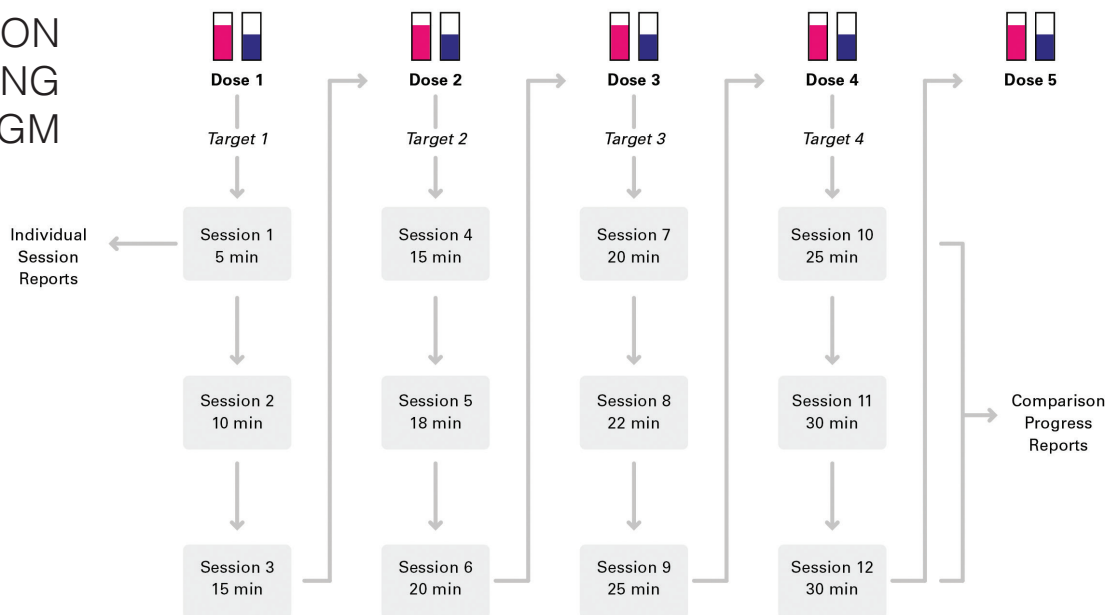 ON
NG
GM
Dose 1
Dose 2
Dose 3
Dose 4
Dose 5
Target 1
Target 2
Target 3
Target 4
Individual
Session
Reports
Session 1
5 min
Session 4
15 min
Session 7
20 min
Session 10
25 min
Session 2
10 min
Session 5
18 min
Session 8
22 min
Session 11
30 min
Comparison
Progress
Reports
Session 3
15 min
Session 6
20 min
Session 9
25 min
Session 12
30 min